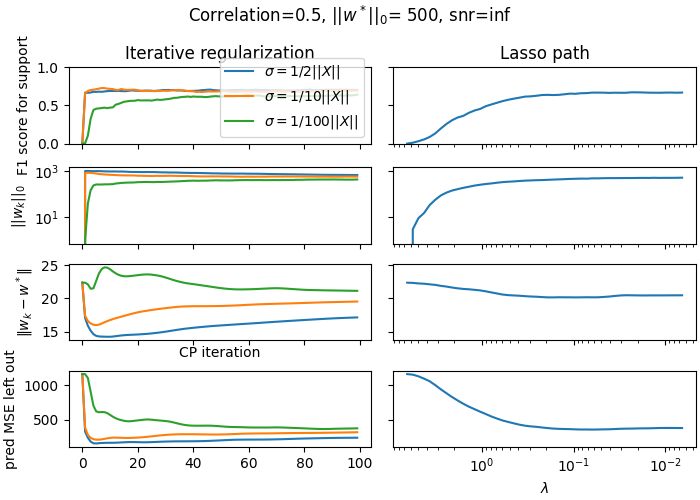 Correlation=0.5, ||w*||₀= 500, snr=inf
Iterative regularization
Lasso path
σ = 1/2||X||
σ = 1/10||X||
σ = 1/100||X||
F1 score for support
1.0
0.5
0.0
||wₖ||₀
10³
10¹
‖wₖ − w*‖
25
20
15
CP iteration
pred MSE left out
1000
500
0 20 40 60 80 100
10⁰ 10⁻¹ 10⁻²
λ